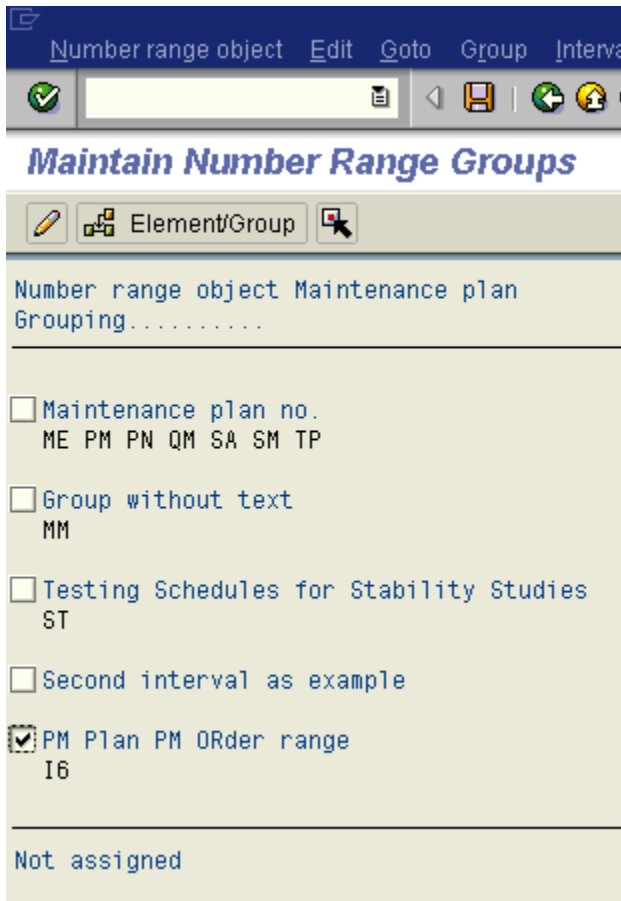 Number range object Edit Goto Group Interva
Maintain Number Range Groups
Element/Group
Number range object Maintenance plan
Grouping..........
Maintenance plan no.
ME PM PN QM SA SM TP
Group without text
MM
Testing Schedules for Stability Studies
ST
Second interval as example
PM Plan PM ORder range
I6
Not assigned